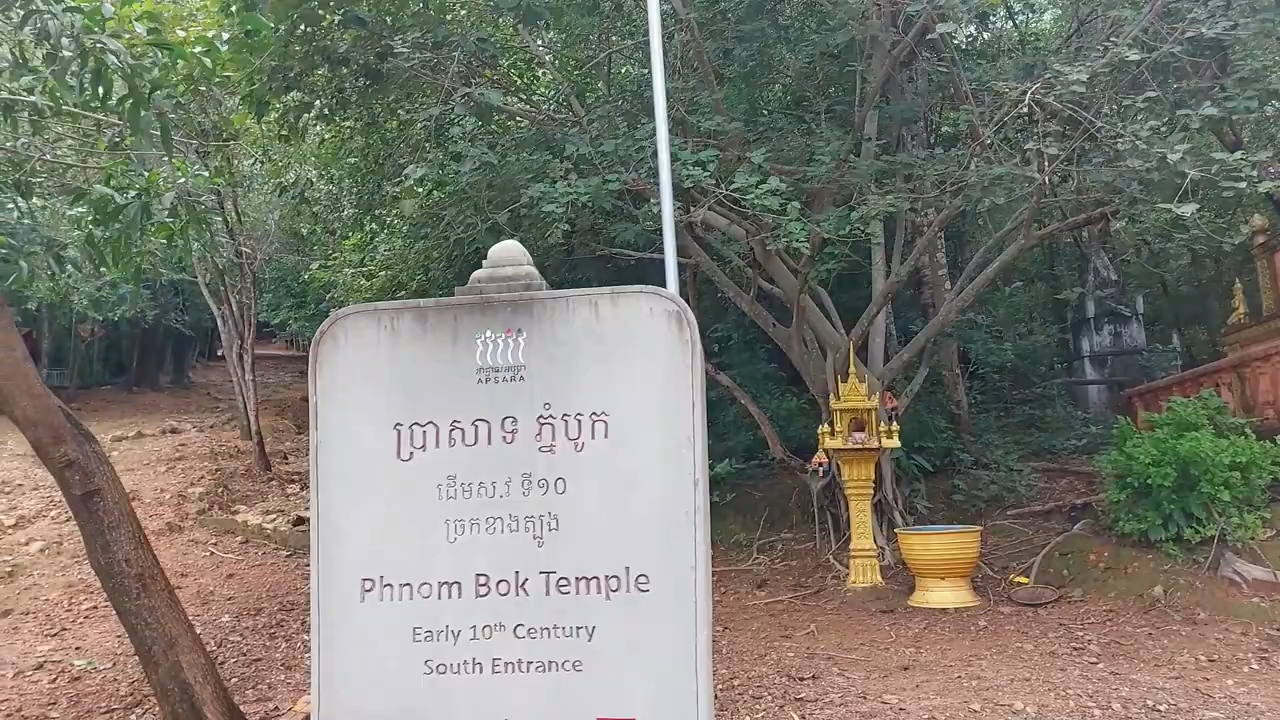 អាជ្ញាធរអប្សរា
APSARA
ប្រាសាទ ភ្នំបូក
ដើមស.វ ទី១០
ច្រកខាងត្បូង
Phnom Bok Temple
Early 10th Century
South Entrance